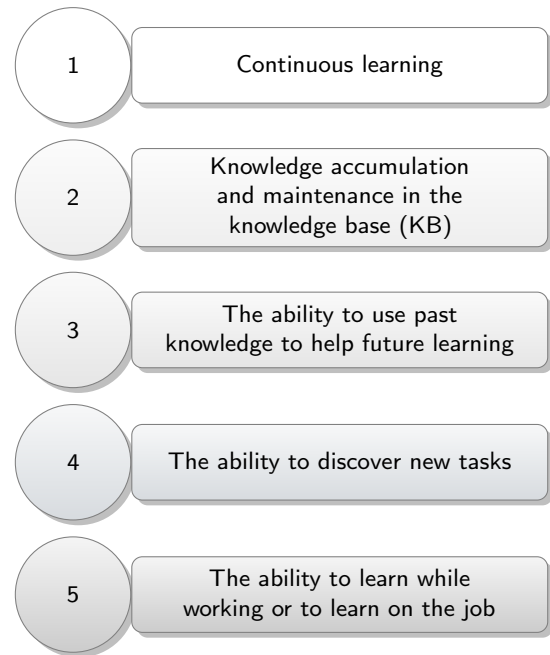 1
Continuous learning
2
Knowledge accumulation
and maintenance in the
knowledge base (KB)
3
The ability to use past
knowledge to help future learning
4
The ability to discover new tasks
5
The ability to learn while
working or to learn on the job